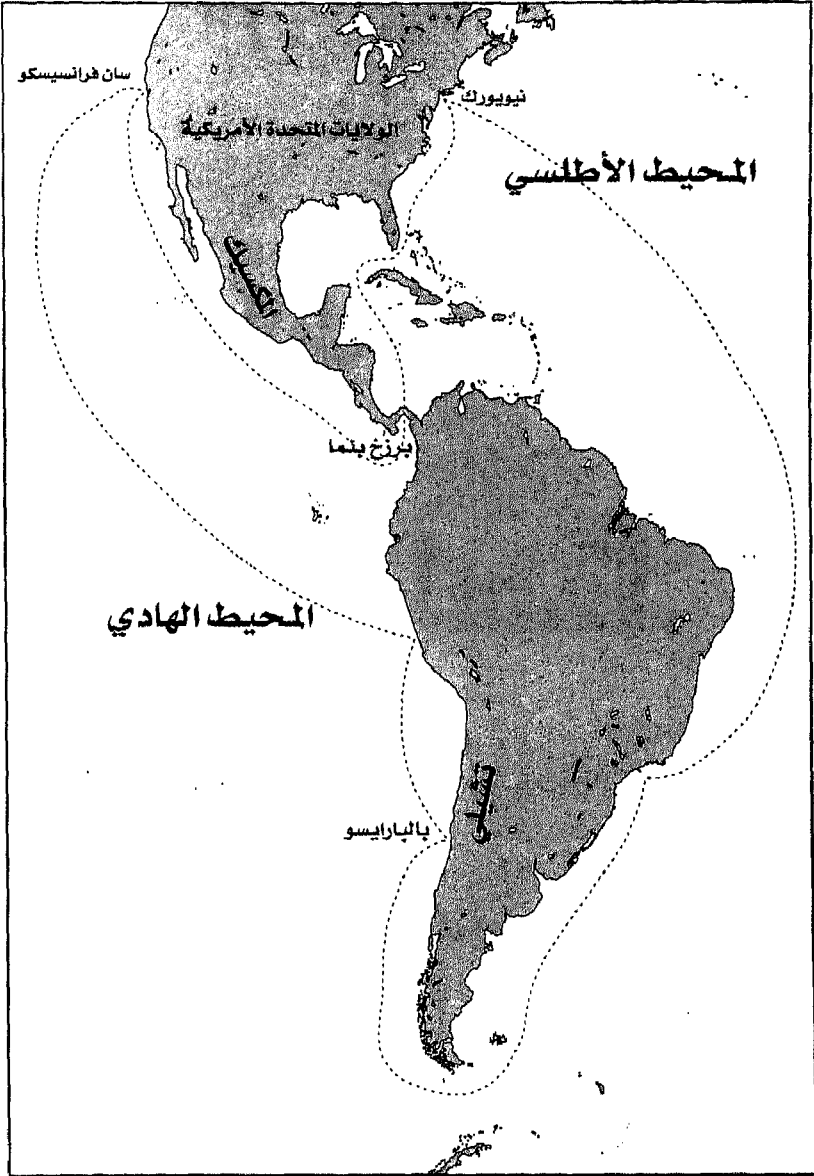 سان فرانسيسكو
نيويورك
الولايات المتحدة الأمريكية
المحيط الأطلسي
المكسيك
برزخ بنما
المحيط الهادي
تشيلي
بالبارايسو